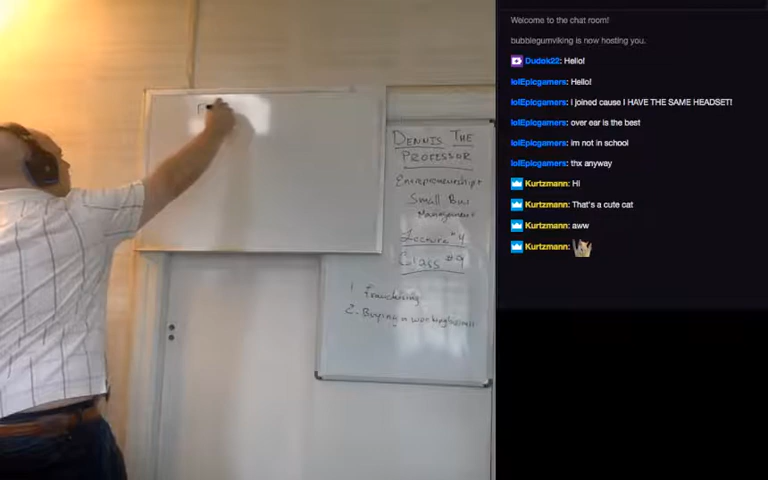 DENNIS THE
PROFESSOR
Entrepreneurship +
Small Bus
Management
Lecture #4
Class #9
1 Franchising
2. Buying a working business
Welcome to the chat room!
bubblegumviking is now hosting you.
Dudok22: Hello!
lolEpicgamers: Hello!
lolEpicgamers: I joined cause I HAVE THE SAME HEADSET!
lolEpicgamers: over ear is the best
lolEpicgamers: im not in school
lolEpicgamers: thx anyway
Kurtzmann: Hi
Kurtzmann: That's a cute cat
Kurtzmann: aww
Kurtzmann: